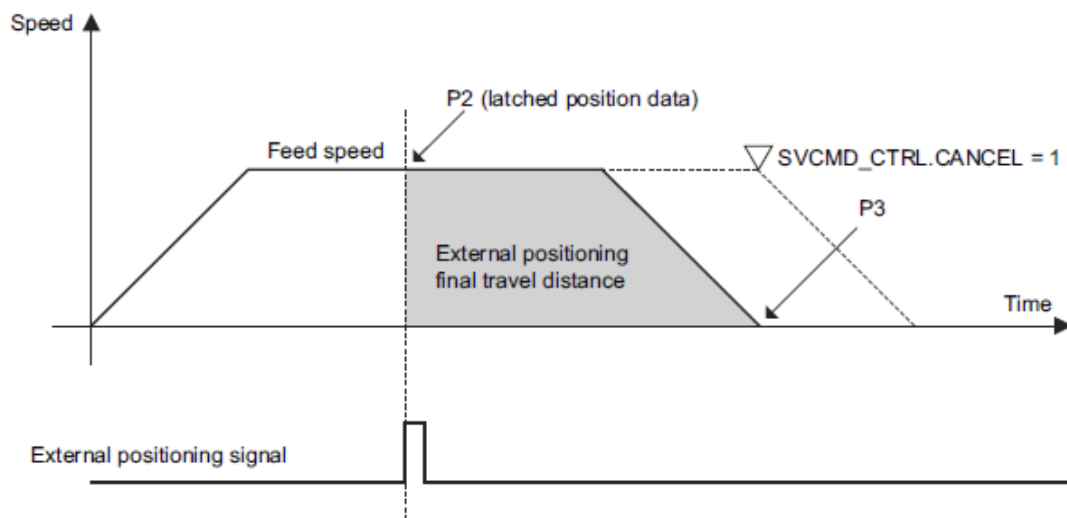 Speed
P2 (latched position data)
Feed speed
SVCMD_CTRL.CANCEL = 1
P3
External positioning
final travel distance
Time
External positioning signal